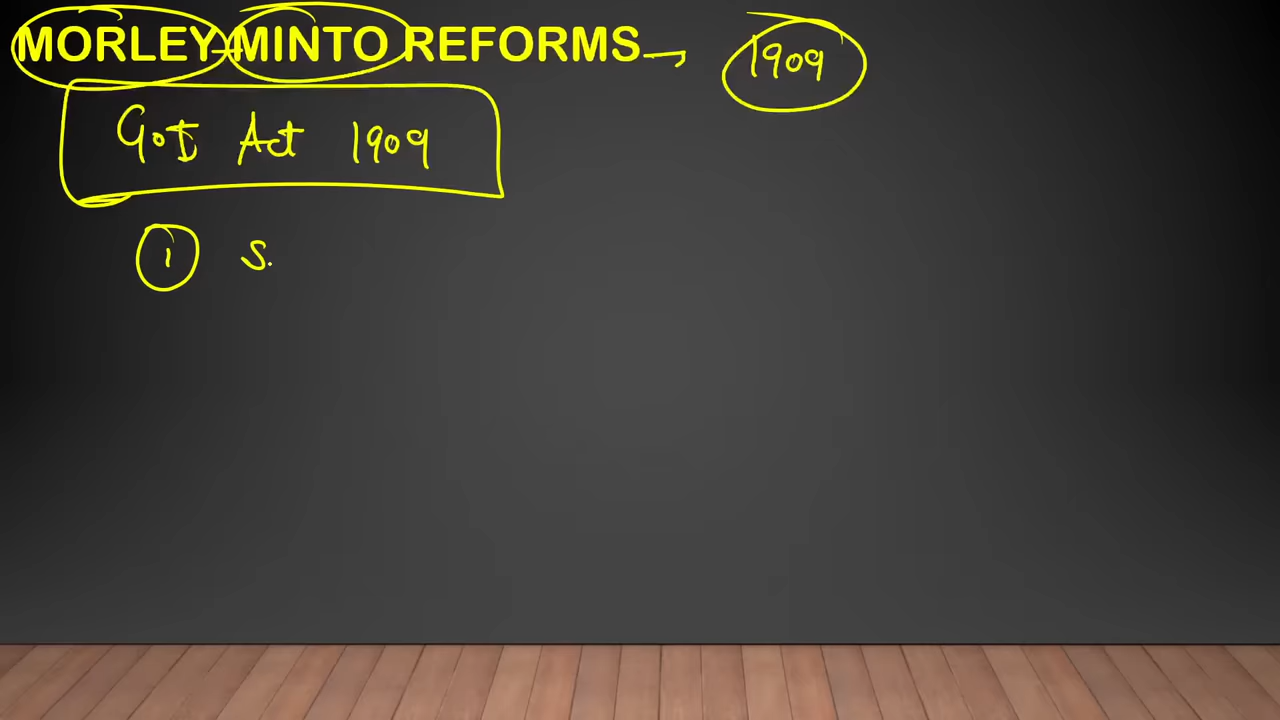 MORLEY-MINTO REFORMS → 1909
GoI Act 1909
1 S.